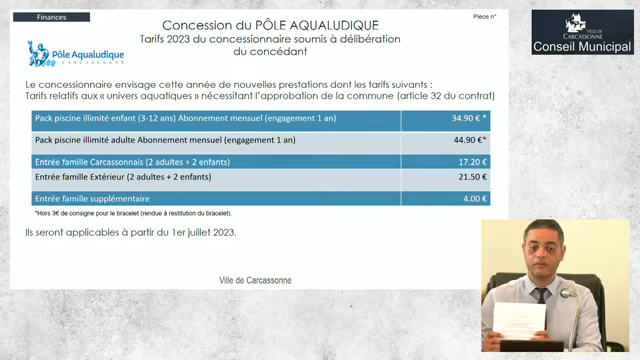 Finances
Pièce n°
Concession du PÔLE AQUALUDIQUE
Tarifs 2023 du concessionnaire soumis à délibération
du concédant
Pôle Aqualudique
CARCASSONNE
VILLE DE
CARCASSONNE
Conseil Municipal
Le concessionnaire envisage cette année de nouvelles prestations dont les tarifs suivants :
Tarifs relatifs aux « univers aquatiques » nécessitant l'approbation de la commune (article 32 du contrat)
Pack piscine illimité enfant (3-12 ans) Abonnement mensuel (engagement 1 an) 34.90 € *
Pack piscine illimité adulte Abonnement mensuel (engagement 1 an) 44.90 €*
Entrée famille Carcassonnais (2 adultes + 2 enfants) 17.20 €
Entrée famille Extérieur (2 adultes + 2 enfants) 21.50 €
Entrée famille supplémentaire 4.00 €
*Hors 3€ de consigne pour le bracelet (rendue à restitution du bracelet).
Ils seront applicables à partir du 1er juillet 2023.
Ville de Carcassonne